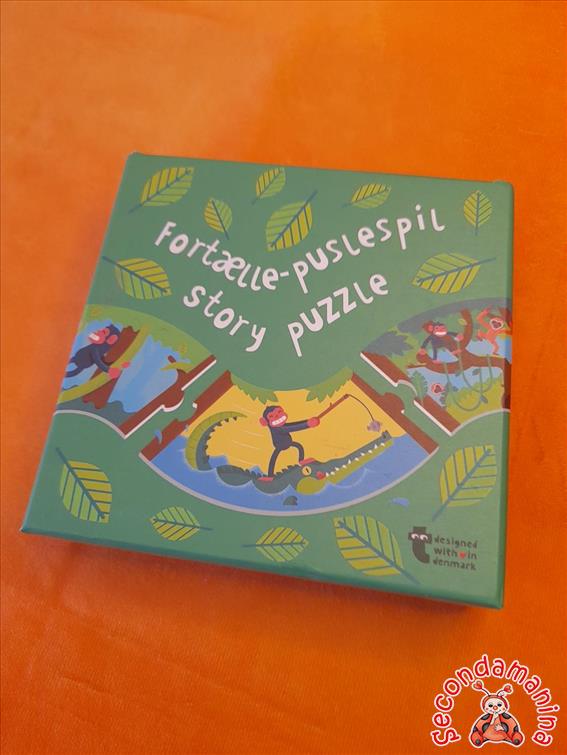 Fortælle-puslespil
story puzzle
t designed
with in
denmark
Secondamanina